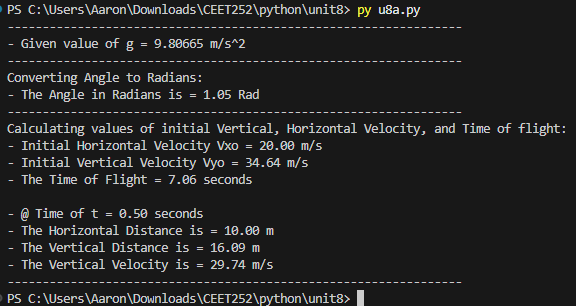 PS C:\Users\Aaron\Downloads\CEET252\python\unit8> py u8a.py
-----------------------------------------------------------------
- Given value of g = 9.80665 m/s^2
-----------------------------------------------------------------
Converting Angle to Radians:
- The Angle in Radians is = 1.05 Rad
-----------------------------------------------------------------
Calculating values of initial Vertical, Horizontal Velocity, and Time of flight:
- Initial Horizontal Velocity Vxo = 20.00 m/s
- Initial Vertical Velocity Vyo = 34.64 m/s
- The Time of Flight = 7.06 seconds

- @ Time of t = 0.50 seconds
- The Horizontal Distance is = 10.00 m
- The Vertical Distance is = 16.09 m
- The Vertical Velocity is = 29.74 m/s
-----------------------------------------------------------------
PS C:\Users\Aaron\Downloads\CEET252\python\unit8>